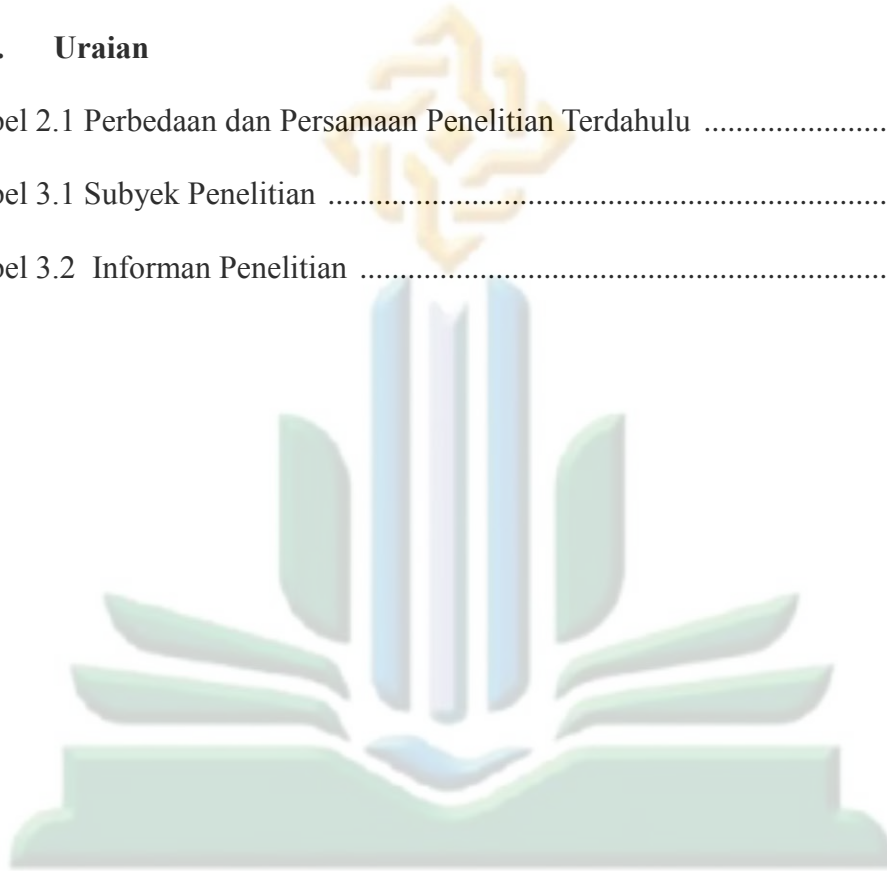 . Uraian
bel 2.1 Perbedaan dan Persamaan Penelitian Terdahulu ......................
bel 3.1 Subyek Penelitian ......................................................................
bel 3.2 Informan Penelitian ..................................................................